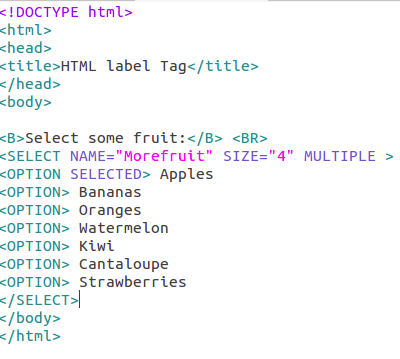 <!DOCTYPE html>
<html>
<head>
<title>HTML label Tag</title>
</head>
<body>
<B>Select some fruit:</B> <BR>
<SELECT NAME="Morefruit" SIZE="4" MULTIPLE >
<OPTION SELECTED> Apples
<OPTION> Bananas
<OPTION> Oranges
<OPTION> Watermelon
<OPTION> Kiwi
<OPTION> Cantaloupe
<OPTION> Strawberries
</SELECT>
</body>
</html>